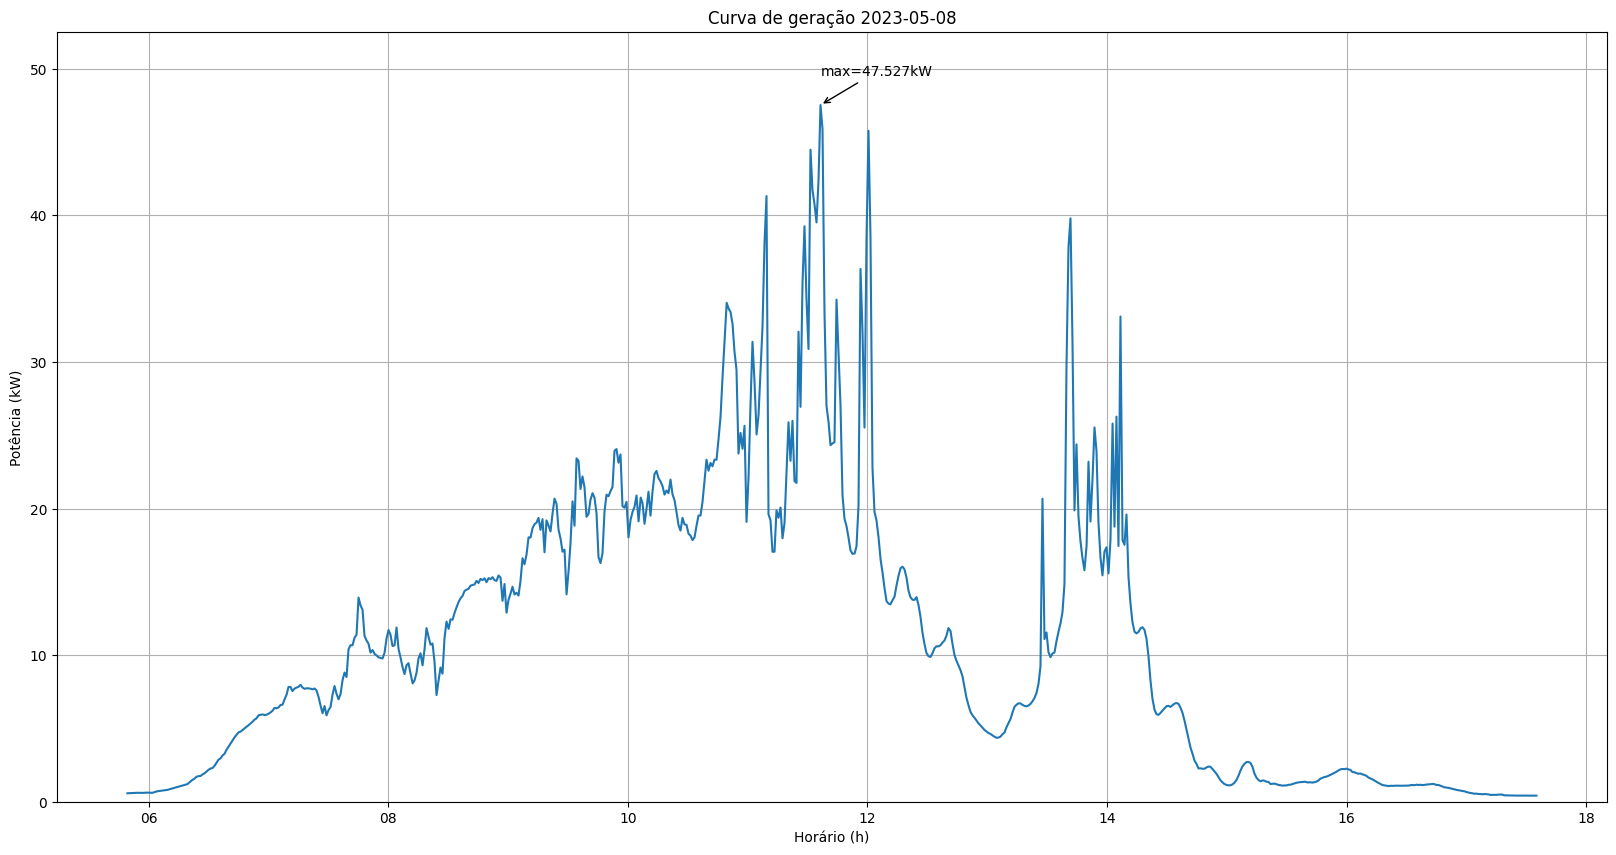 Curva de geração 2023-05-08
max=47.527kW
Potência (kW)
50
40
30
20
10
0
06 08 10 12 14 16 18
Horário (h)